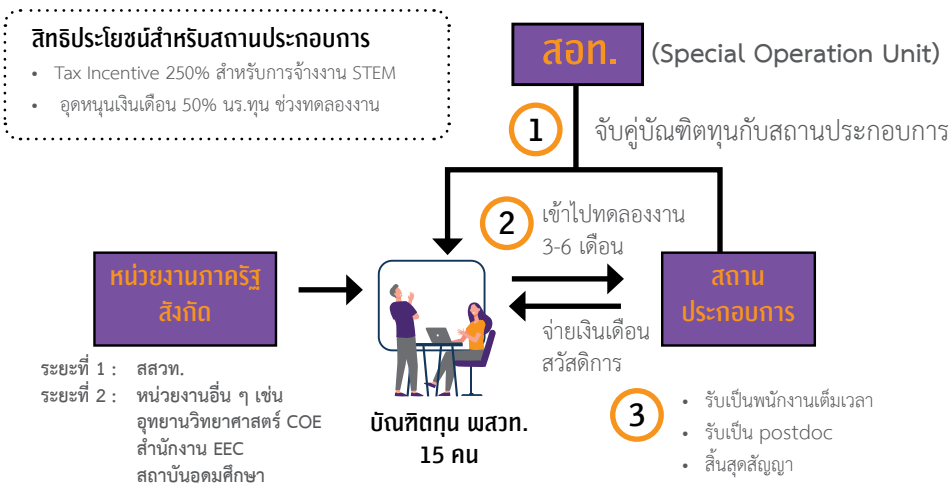 สิทธิประโยชน์สำหรับสถานประกอบการ
• Tax Incentive 250% สำหรับการจ้างงาน STEM
• อุดหนุนเงินเดือน 50% นร.ทุน ช่วงทดลองงาน
สอท.
(Special Operation Unit)
1
จับคู่บัณฑิตทุนกับสถานประกอบการ
2
เข้าไปทดลองงาน
3-6 เดือน
หน่วยงานภาครัฐ
สังกัด
สถาน
ประกอบการ
จ่ายเงินเดือน
สวัสดิการ
ระยะที่ 1 : สสวท.
ระยะที่ 2 : หน่วยงานอื่น ๆ เช่น
อุทยานวิทยาศาสตร์ COE
สำนักงาน EEC
สถาบันอุดมศึกษา
บัณฑิตทุน พสวท.
15 คน
3
• รับเป็นพนักงานเต็มเวลา
• รับเป็น postdoc
• สิ้นสุดสัญญา